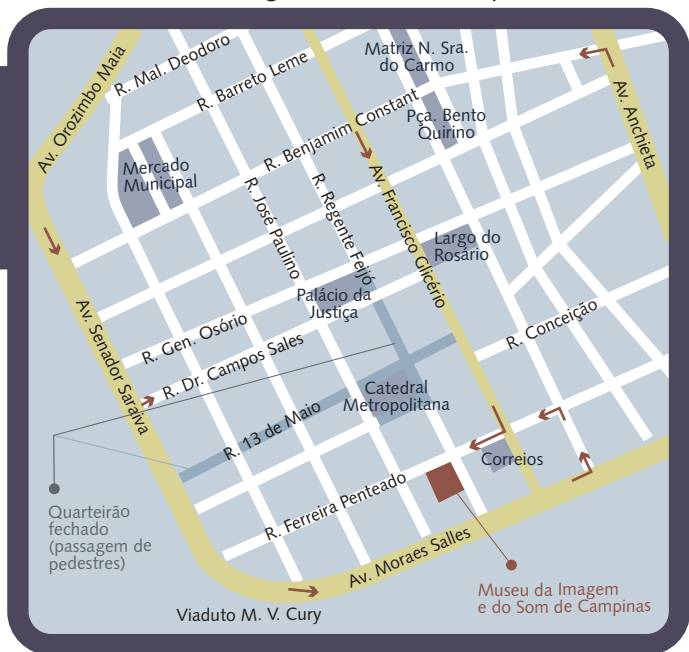 Matriz N. Sra.
do Carmo
Av. Orozimbo Maia
R. Mal. Deodoro
R. Barreto Leme
R. Benjamim Constant
Pça. Bento
Quirino
Av. Anchieta
Mercado
Municipal
R. José Paulino
R. Regente Feijó
Av. Francisco Glicério
Largo do
Rosário
Palácio da
Justiça
Av. Senador Saraiva
R. Gen. Osório
R. Dr. Campos Sales
R. Conceição
Catedral
Metropolitana
R. 13 de Maio
Correios
R. Ferreira Penteado
Quarteirão
fechado
(passagem de
pedestres)
Av. Moraes Salles
Museu da Imagem
e do Som de Campinas
Viaduto M. V. Cury